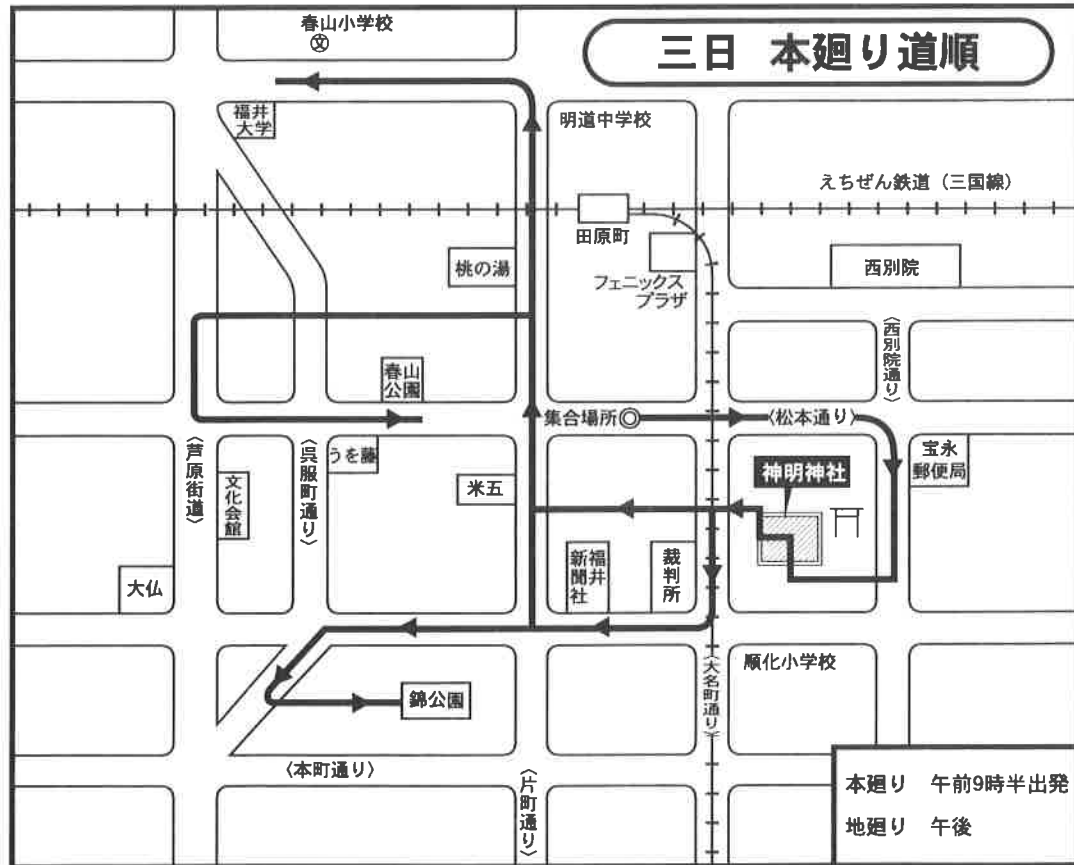 三日 本廻り道順
春山小学校
文
福井
大学
明道中学校
えちぜん鉄道（三国線）
田原町
フェニックス
プラザ
西別院
桃の湯
〈西別院通り〉
春山
公園
集合場所◎
〈松本通り〉
〈芦原街道〉
〈呉服町通り〉
うを藤
文化会館
米五
神明神社
宝永
郵便局
大仏
福井
新聞社
裁判所
順化小学校
〈大名町通り〉
錦公園
〈本町通り〉
〈片町通り〉
本廻り 午前9時半出発
地廻り 午後